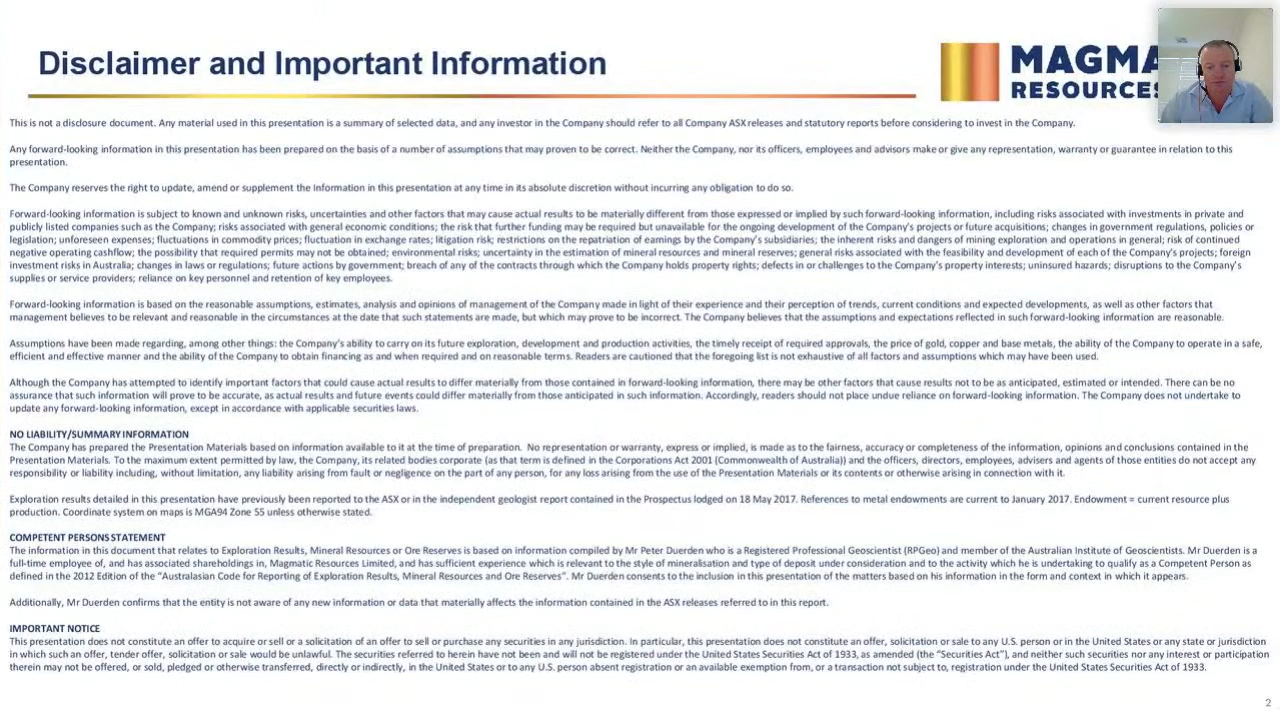 Disclaimer and Important Information
MAGMA
RESOURCES
This is not a disclosure document. Any material used in this presentation is a summary of selected data, and any investor in the Company should refer to all Company ASX releases and statutory reports before considering to invest in the Company.
Any forward-looking information in this presentation has been prepared on the basis of a number of assumptions that may proven to be correct. Neither the Company, nor its officers, employees and advisors make or give any representation, warranty or guarantee in relation to this
presentation.
The Company reserves the right to update, amend or supplement the Information in this presentation at any time in its absolute discretion without incurring any obligation to do so.
Forward-looking information is subject to known and unknown risks, uncertainties and other factors that may cause actual results to be materially different from those expressed or implied by such forward-looking information, including risks associated with investments in private and
publicly listed companies such as the Company; risks associated with general economic conditions; the risk that further funding may be required but unavailable for the ongoing development of the Company's projects or future acquisitions; changes in government regulations, policies or
legislation; unforeseen expenses; fluctuations in commodity prices; fluctuation in exchange rates; litigation risk; restrictions on the repatriation of earnings by the Company's subsidiaries; the inherent risks and dangers of mining exploration and operations in general; risk of continued
negative operating cashflow; the possibility that required permits may not be obtained; environmental risks; uncertainty in the estimation of mineral resources and mineral reserves; general risks associated with the feasibility and development of each of the Company's projects; foreign
investment risks in Australia; changes in laws or regulations; future actions by government; breach of any of the contracts through which the Company holds property rights; defects in or challenges to the Company's property interests; uninsured hazards; disruptions to the Company's
supplies or service providers; reliance on key personnel and retention of key employees.
Forward-looking information is based on the reasonable assumptions, estimates, analysis and opinions of management of the Company made in light of their experience and their perception of trends, current conditions and expected developments, as well as other factors that
management believes to be relevant and reasonable in the circumstances at the date that such statements are made, but which may prove to be incorrect. The Company believes that the assumptions and expectations reflected in such forward-looking information are reasonable.
Assumptions have been made regarding, among other things: the Company's ability to carry on its future exploration, development and production activities, the timely receipt of required approvals, the price of gold, copper and base metals, the ability of the Company to operate in a safe,
efficient and effective manner and the ability of the Company to obtain financing as and when required and on reasonable terms. Readers are cautioned that the foregoing list is not exhaustive of all factors and assumptions which may have been used.
Although the Company has attempted to identify important factors that could cause actual results to differ materially from those contained in forward-looking information, there may be other factors that cause results not to be as anticipated, estimated or intended. There can be no
assurance that such information will prove to be accurate, as actual results and future events could differ materially from those anticipated in such information. Accordingly, readers should not place undue reliance on forward-looking information. The Company does not undertake to
update any forward-looking information, except in accordance with applicable securities laws.
NO LIABILITY/SUMMARY INFORMATION
The Company has prepared the Presentation Materials based on information available to it at the time of preparation. No representation or warranty, express or implied, is made as to the fairness, accuracy or completeness of the information, opinions and conclusions contained in the
Presentation Materials. To the maximum extent permitted by law, the Company, its related bodies corporate (as that term is defined in the Corporations Act 2001 (Commonwealth of Australia)) and the officers, directors, employees, advisers and agents of those entities do not accept any
responsibility or liability including, without limitation, any liability arising from fault or negligence on the part of any person, for any loss arising from the use of the Presentation Materials or its contents or otherwise arising in connection with it.
Exploration results detailed in this presentation have previously been reported to the ASX or in the independent geologist report contained in the Prospectus lodged on 18 May 2017. References to metal endowments are current to January 2017. Endowment = current resource plus
production. Coordinate system on maps is MGA94 Zone 55 unless otherwise stated.
COMPETENT PERSONS STATEMENT
The information in this document that relates to Exploration Results, Mineral Resources or Ore Reserves is based on information compiled by Mr Peter Duerden who is a Registered Professional Geoscientist (RPGeo) and member of the Australian Institute of Geoscientists. Mr Duerden is a
full-time employee of, and has associated shareholdings in, Magmatic Resources Limited, and has sufficient experience which is relevant to the style of mineralisation and type of deposit under consideration and to the activity which he is undertaking to qualify as a Competent Person as
defined in the 2012 Edition of the “Australasian Code for Reporting of Exploration Results, Mineral Resources and Ore Reserves”. Mr Duerden consents to the inclusion in this presentation of the matters based on his information in the form and context in which it appears.
Additionally, Mr Duerden confirms that the entity is not aware of any new information or data that materially affects the information contained in the ASX releases referred to in this report.
IMPORTANT NOTICE
This presentation does not constitute an offer to acquire or sell or a solicitation of an offer to sell or purchase any securities in any jurisdiction. In particular, this presentation does not constitute an offer, solicitation or sale to any U.S. person or in the United States or any state or jurisdiction
in which such an offer, tender offer, solicitation or sale would be unlawful. The securities referred to herein have not been and will not be registered under the United States Securities Act of 1933, as amended (the “Securities Act”), and neither such securities nor any interest or participation
therein may not be offered, or sold, pledged or otherwise transferred, directly or indirectly, in the United States or to any U.S. person absent registration or an available exemption from, or a transaction not subject to, registration under the United States Securities Act of 1933.
2